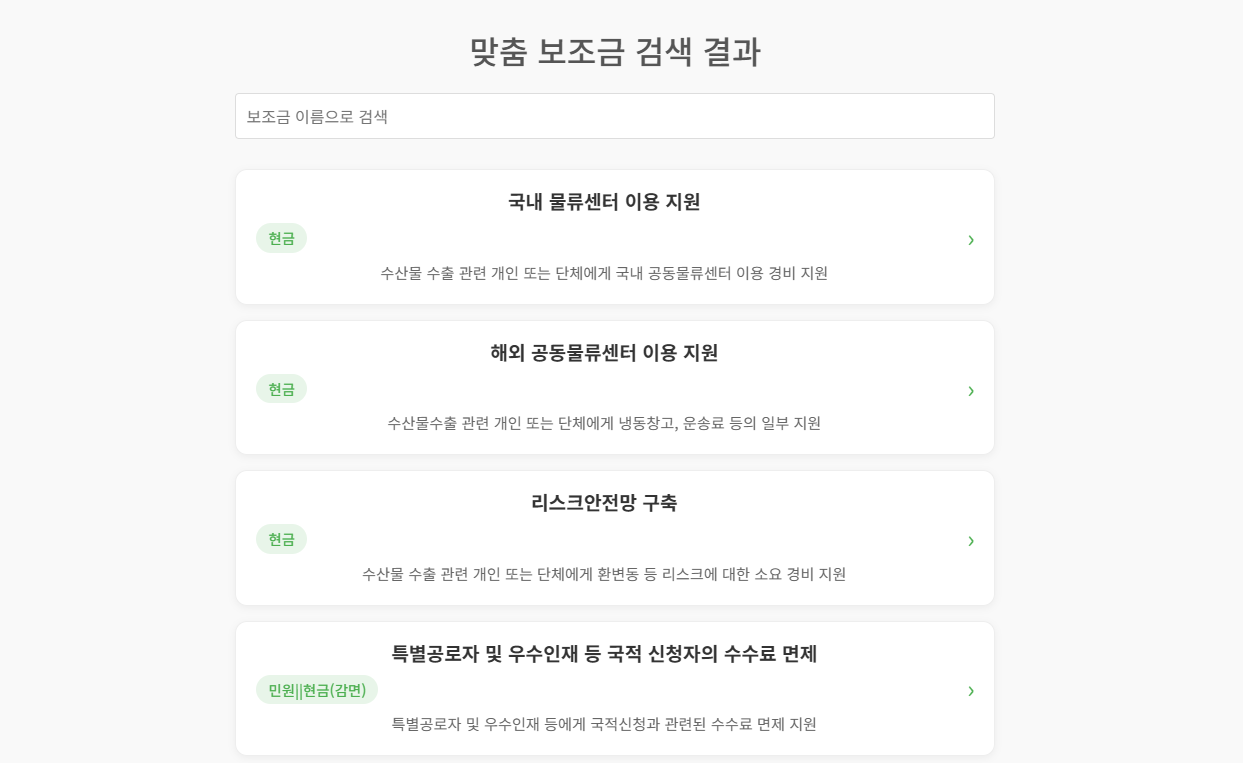 맞춤 보조금 검색 결과
보조금 이름으로 검색
국내 물류센터 이용 지원
현금
›
수산물 수출 관련 개인 또는 단체에게 국내 공동물류센터 이용 경비 지원
해외 공동물류센터 이용 지원
현금
›
수산물수출 관련 개인 또는 단체에게 냉동창고, 운송료 등의 일부 지원
리스크안전망 구축
현금
›
수산물 수출 관련 개인 또는 단체에게 환변동 등 리스크에 대한 소요 경비 지원
특별공로자 및 우수인재 등 국적 신청자의 수수료 면제
민원||현금(감면)
›
특별공로자 및 우수인재 등에게 국적신청과 관련된 수수료 면제 지원